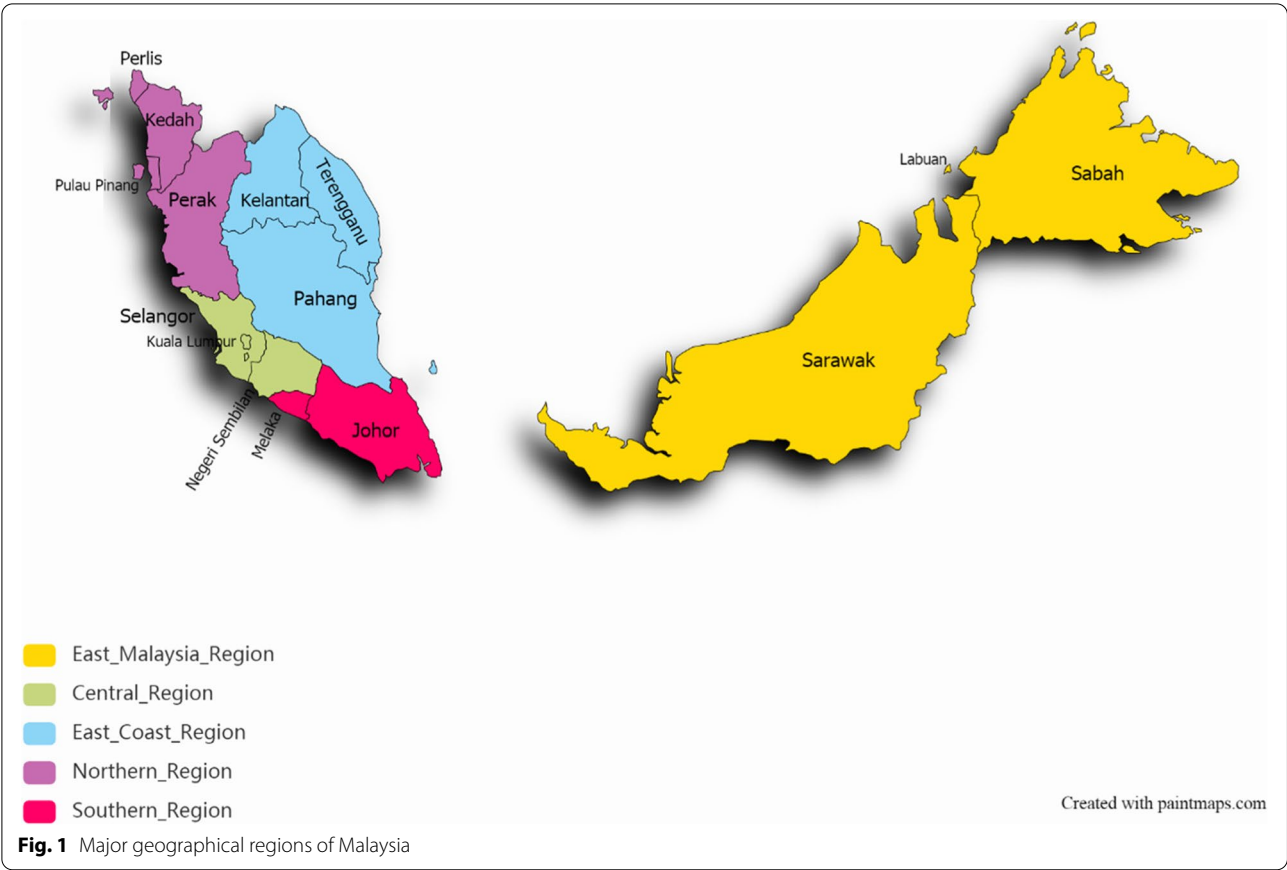 Perlis
Kedah
Pulau Pinang
Perak
Kelantan
Terengganu
Pahang
Selangor
Kuala Lumpur
Negeri Sembilan
Melaka
Johor
Labuan
Sabah
Sarawak
East_Malaysia_Region
Central_Region
East_Coast_Region
Northern_Region
Southern_Region
Created with paintmaps.com
Fig. 1 Major geographical regions of Malaysia